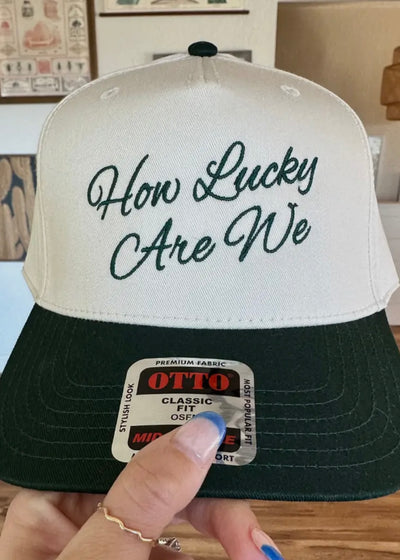 How Lucky
Are We
PREMIUM FABRIC
OTTO
STYLISH LOOK
CLASSIC
FIT
MOST POPULAR FIT